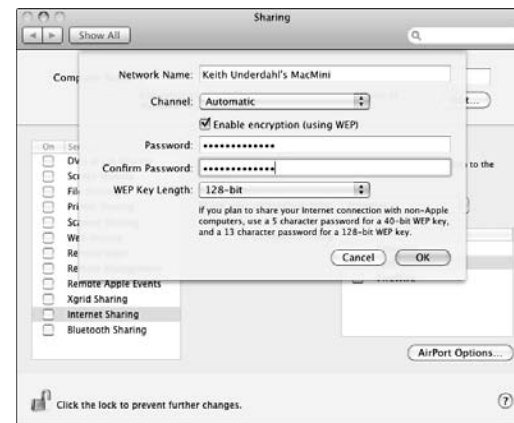 Sharing
Show All
Network Name: Keith Underdahl's MacMini
Channel: Automatic
Enable encryption (using WEP)
Password: •••••••••••••
Confirm Password: •••••••••••••
WEP Key Length: 128-bit
If you plan to share your Internet connection with non-Apple
computers, use a 5 character password for a 40-bit WEP key,
and a 13 character password for a 128-bit WEP key.
Cancel OK
On
to the
Remote Apple Events
Xgrid Sharing
Internet Sharing
Bluetooth Sharing
AirPort Options...
Click the lock to prevent further changes.
?